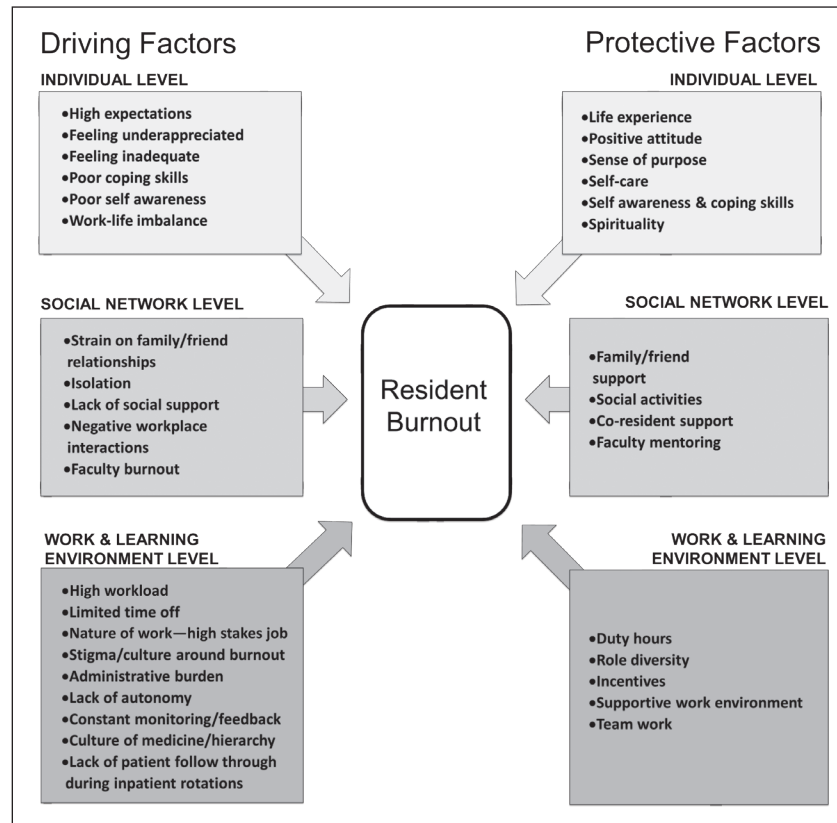 Driving Factors
INDIVIDUAL LEVEL
•High expectations
•Feeling underappreciated
•Feeling inadequate
•Poor coping skills
•Poor self awareness
•Work-life imbalance
SOCIAL NETWORK LEVEL
•Strain on family/friend
relationships
•Isolation
•Lack of social support
•Negative workplace
interactions
•Faculty burnout
WORK & LEARNING
ENVIRONMENT LEVEL
•High workload
•Limited time off
•Nature of work—high stakes job
•Stigma/culture around burnout
•Administrative burden
•Lack of autonomy
•Constant monitoring/feedback
•Culture of medicine/hierarchy
•Lack of patient follow through
during inpatient rotations
Resident
Burnout
Protective Factors
INDIVIDUAL LEVEL
•Life experience
•Positive attitude
•Sense of purpose
•Self-care
•Self awareness & coping skills
•Spirituality
SOCIAL NETWORK LEVEL
•Family/friend
support
•Social activities
•Co-resident support
•Faculty mentoring
WORK & LEARNING
ENVIRONMENT LEVEL
•Duty hours
•Role diversity
•Incentives
•Supportive work environment
•Team work